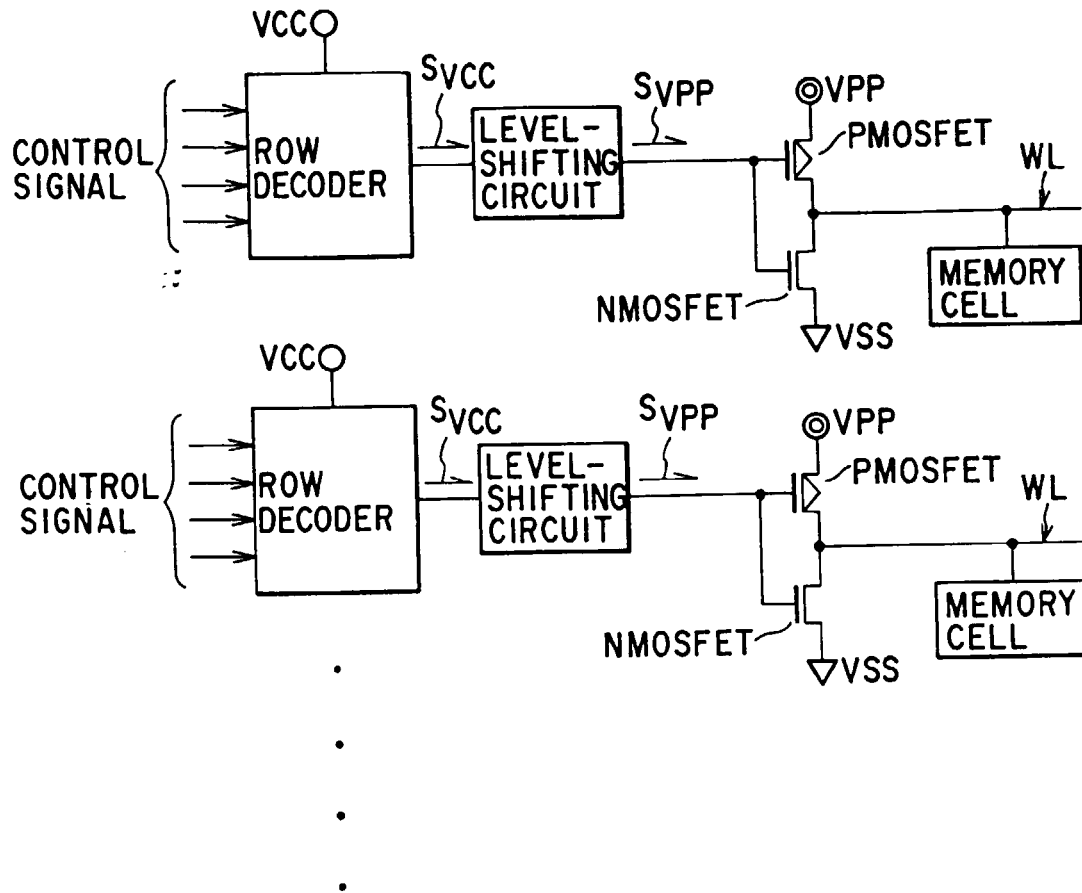 VCC
SVCC
SVPP
VPP
PMOSFET
WL
CONTROL
SIGNAL
ROW
DECODER
LEVEL-
SHIFTING
CIRCUIT
MEMORY
CELL
NMOSFET
VSS
VCC
SVCC
SVPP
VPP
PMOSFET
WL
CONTROL
SIGNAL
ROW
DECODER
LEVEL-
SHIFTING
CIRCUIT
MEMORY
CELL
NMOSFET
VSS